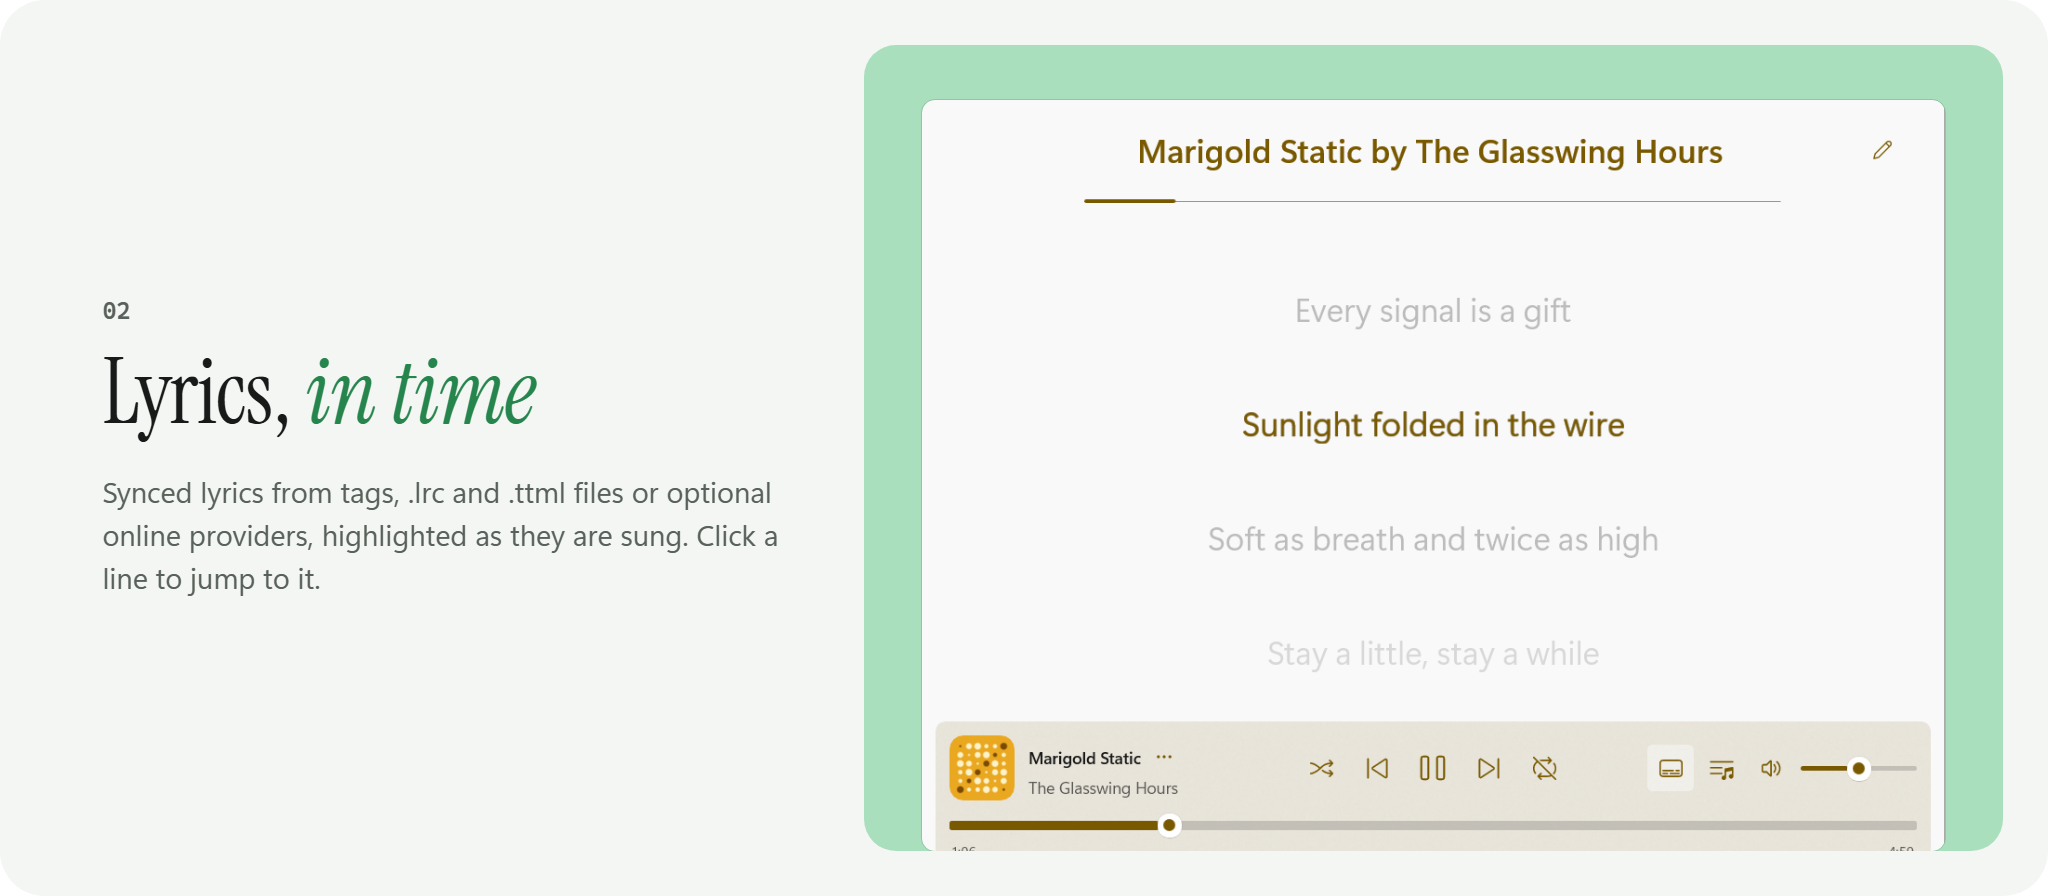 02
Lyrics, in time
Synced lyrics from tags, .lrc and .ttml files or optional
online providers, highlighted as they are sung. Click a
line to jump to it.
Marigold Static by The Glasswing Hours
Every signal is a gift
Sunlight folded in the wire
Soft as breath and twice as high
Stay a little, stay a while
Marigold Static
The Glasswing Hours